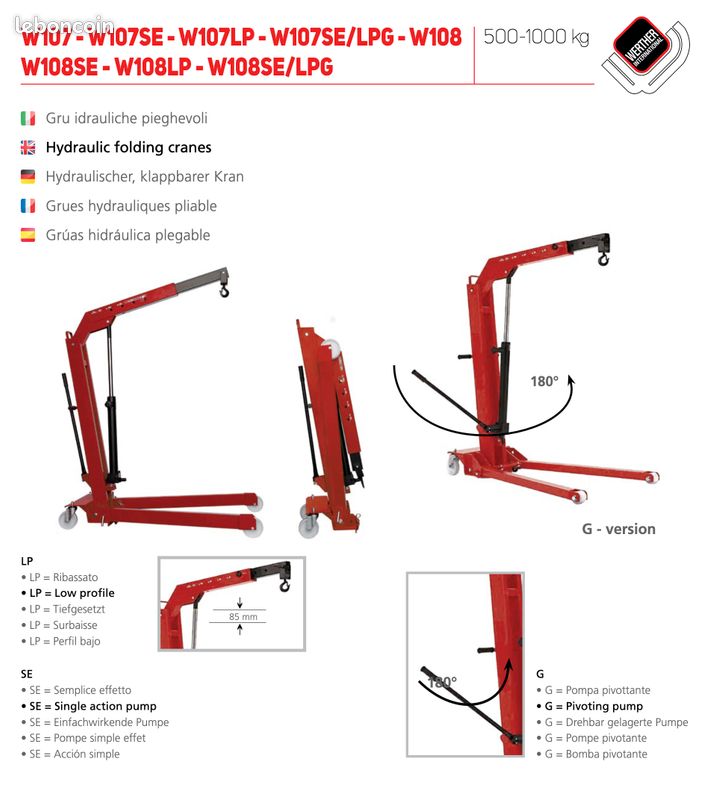 leboncoin
W107 - W107SE - W107LP - W107SE/LPG - W108
W108SE - W108LP - W108SE/LPG
500-1000 kg
WERTHER
INTERNATIONAL
Gru idrauliche pieghevoli
Hydraulic folding cranes
Hydraulischer, klappbarer Kran
Grues hydrauliques pliable
Grúas hidráulica plegable
180°
G - version
LP
• LP = Ribassato
• LP = Low profile
• LP = Tiefgesetzt
• LP = Surbaisse
• LP = Perfil bajo
85 mm
SE
• SE = Semplice effetto
• SE = Single action pump
• SE = Einfachwirkende Pumpe
• SE = Pompe simple effet
• SE = Acción simple
180°
G
• G = Pompa pivottante
• G = Pivoting pump
• G = Drehbar gelagerte Pumpe
• G = Pompe pivotante
• G = Bomba pivotante